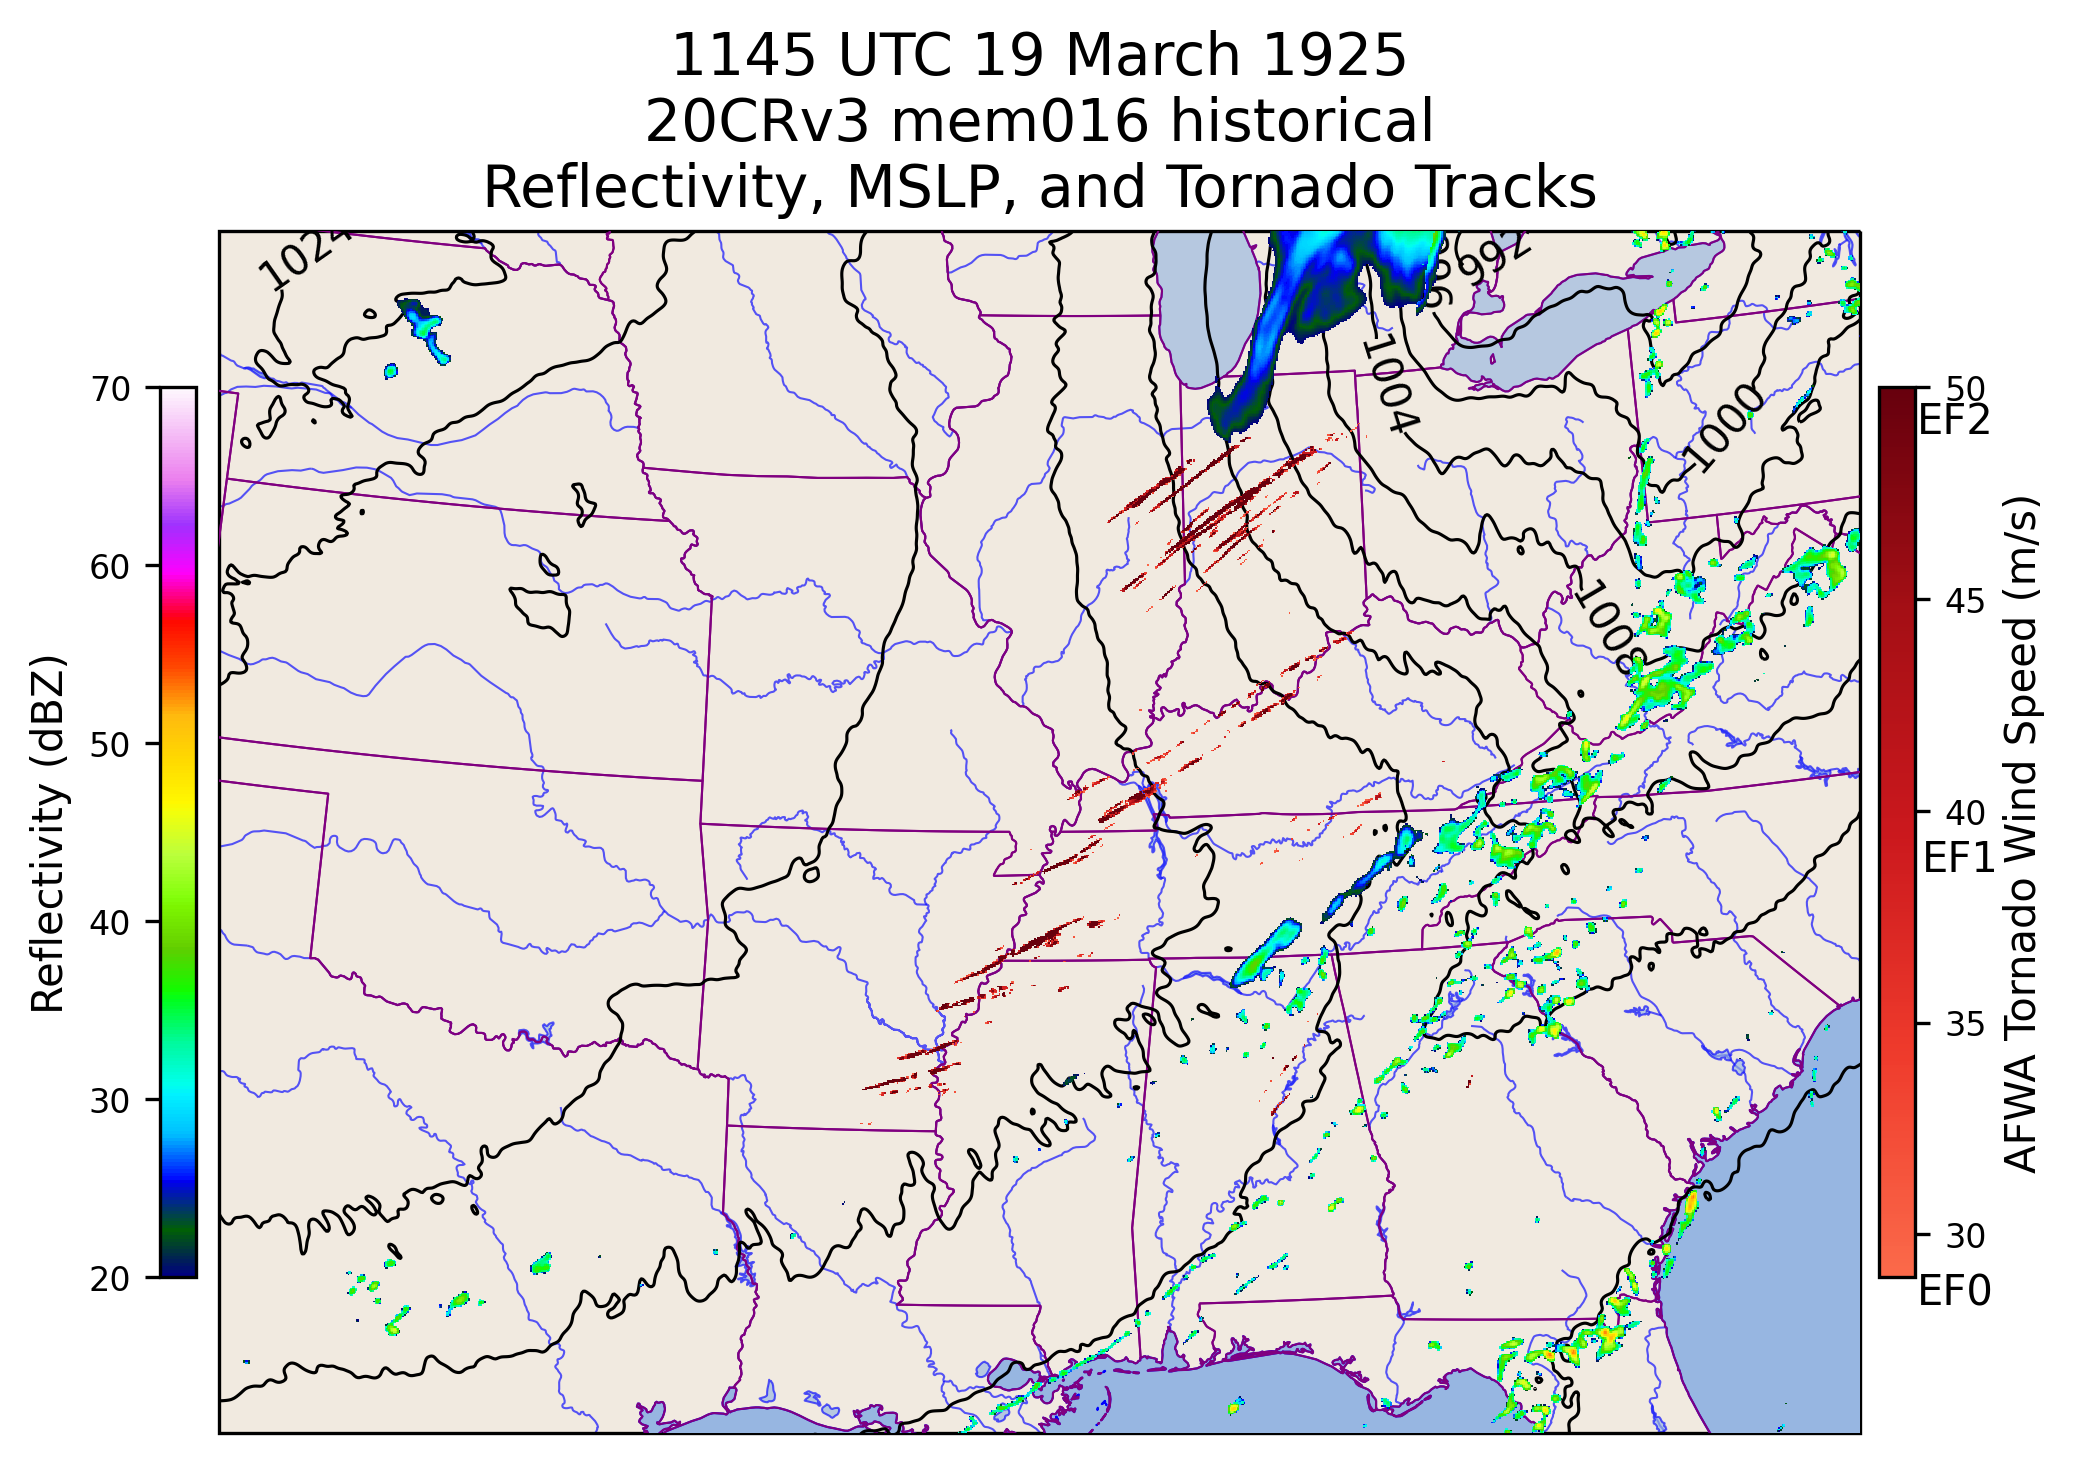 1145 UTC 19 March 1925
20CRv3 mem016 historical
Reflectivity, MSLP, and Tornado Tracks
1024
992
996
1004
1000
1008
70
60
50
40
30
20
Reflectivity (dBZ)
50
EF2
45
40
EF1
35
30
EF0
AFWA Tornado Wind Speed (m/s)